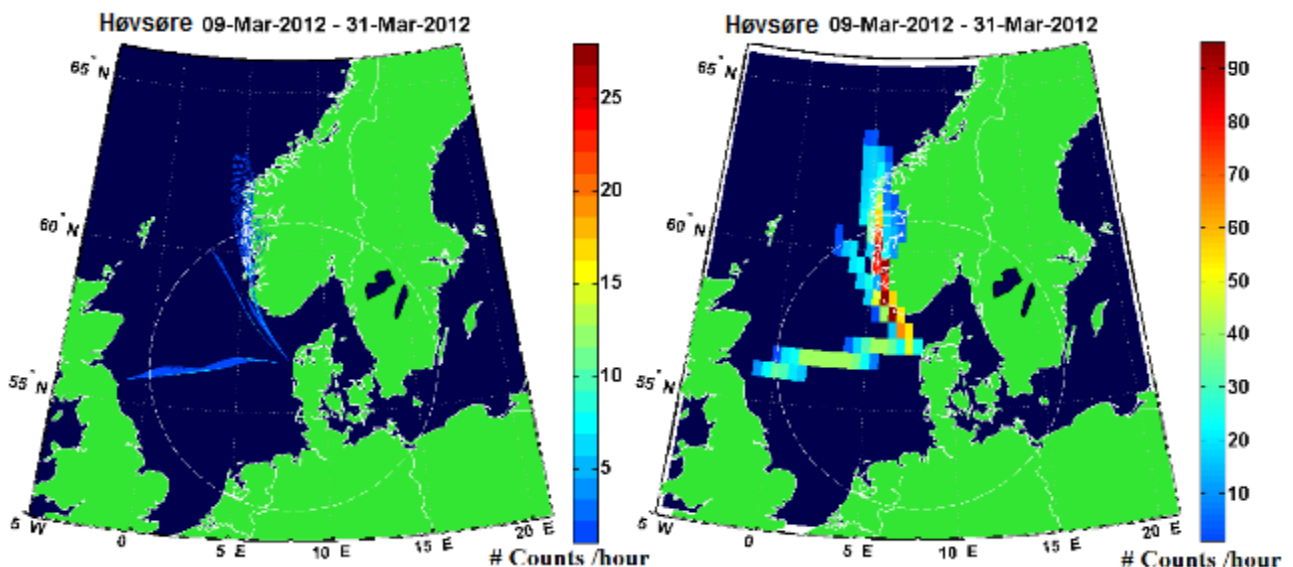 Høvsøre 09-Mar-2012 - 31-Mar-2012
65° N
60° N
55° N
5 W
0
5 E
10 E
15 E
20 E
25
20
15
10
5
# Counts /hour
Høvsøre 09-Mar-2012 - 31-Mar-2012
65° N
60° N
55° N
5 W
0
5 E
10 E
15 E
20 E
90
80
70
60
50
40
30
20
10
# Counts /hour